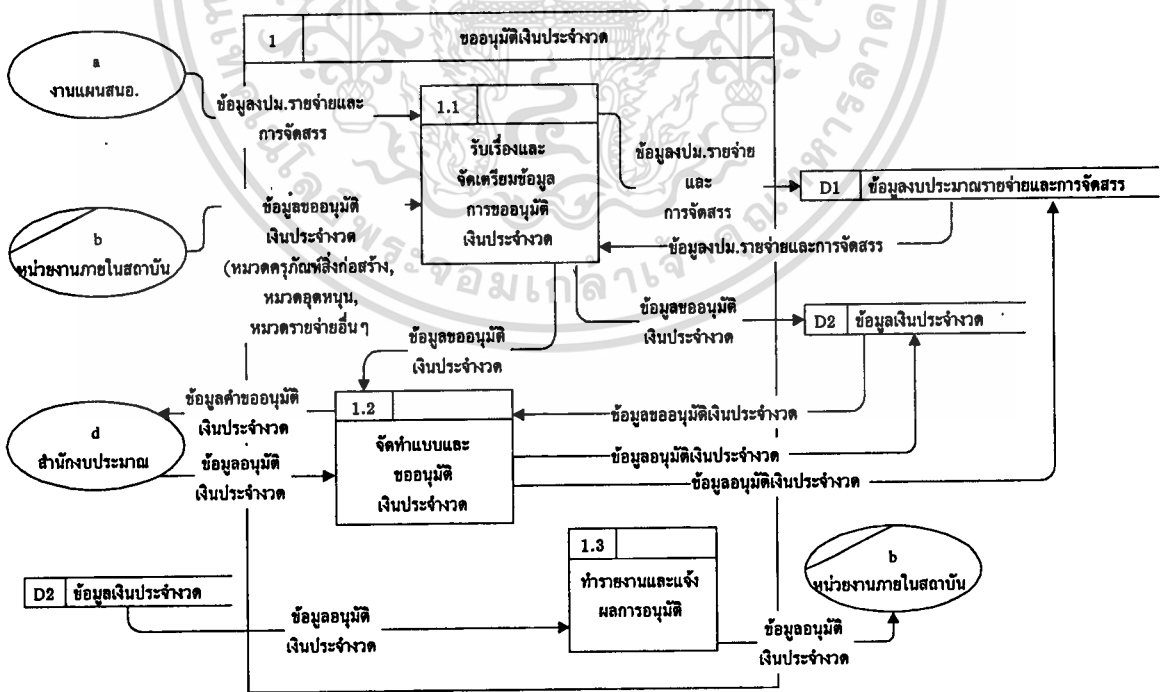 1 ขออนุมัติเงินประจำงวด
a
งานแผนสนอ.
ข้อมูลงปม.รายจ่ายและ
การจัดสรร
1.1
รับเรื่องและ
จัดเตรียมข้อมูล
การขออนุมัติ
เงินประจำงวด
ข้อมูลงปม.รายจ่าย
และ
การจัดสรร
D1 ข้อมูลงบประมาณรายจ่ายและการจัดสรร
b
หน่วยงานภายในสถาบัน
ข้อมูลขออนุมัติ
เงินประจำงวด
(หมวดครุภัณฑ์สิ่งก่อสร้าง,
หมวดอุดหนุน,
หมวดรายจ่ายอื่น ๆ
ข้อมูลงปม.รายจ่ายและการจัดสรร
ข้อมูลขออนุมัติ
เงินประจำงวด
D2 ข้อมูลเงินประจำงวด
ข้อมูลขออนุมัติ
เงินประจำงวด
d
สำนักงบประมาณ
ข้อมูลคำขออนุมัติ
เงินประจำงวด
ข้อมูลอนุมัติ
เงินประจำงวด
1.2
จัดทำแบบและ
ขออนุมัติ
เงินประจำงวด
ข้อมูลขออนุมัติเงินประจำงวด
ข้อมูลอนุมัติเงินประจำงวด
ข้อมูลอนุมัติเงินประจำงวด
D2 ข้อมูลเงินประจำงวด
ข้อมูลอนุมัติ
เงินประจำงวด
1.3
ทำรายงานและแจ้ง
ผลการอนุมัติ
ข้อมูลอนุมัติ
เงินประจำงวด
b
หน่วยงานภายในสถาบัน
พระจอมเกล้าเจ้าคุณทหารลาด